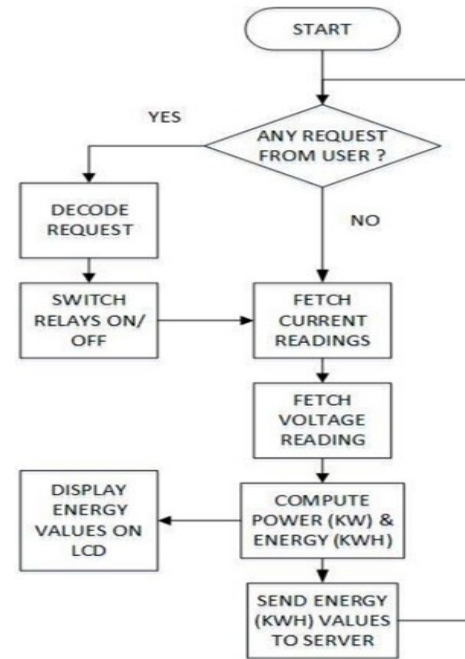 START
YES
ANY REQUEST
FROM USER ?
DECODE
REQUEST
NO
SWITCH
RELAYS ON/
OFF
FETCH
CURRENT
READINGS
FETCH
VOLTAGE
READING
DISPLAY
ENERGY
VALUES ON
LCD
COMPUTE
POWER (KW) &
ENERGY (KWH)
SEND ENERGY
(KWH) VALUES
TO SERVER